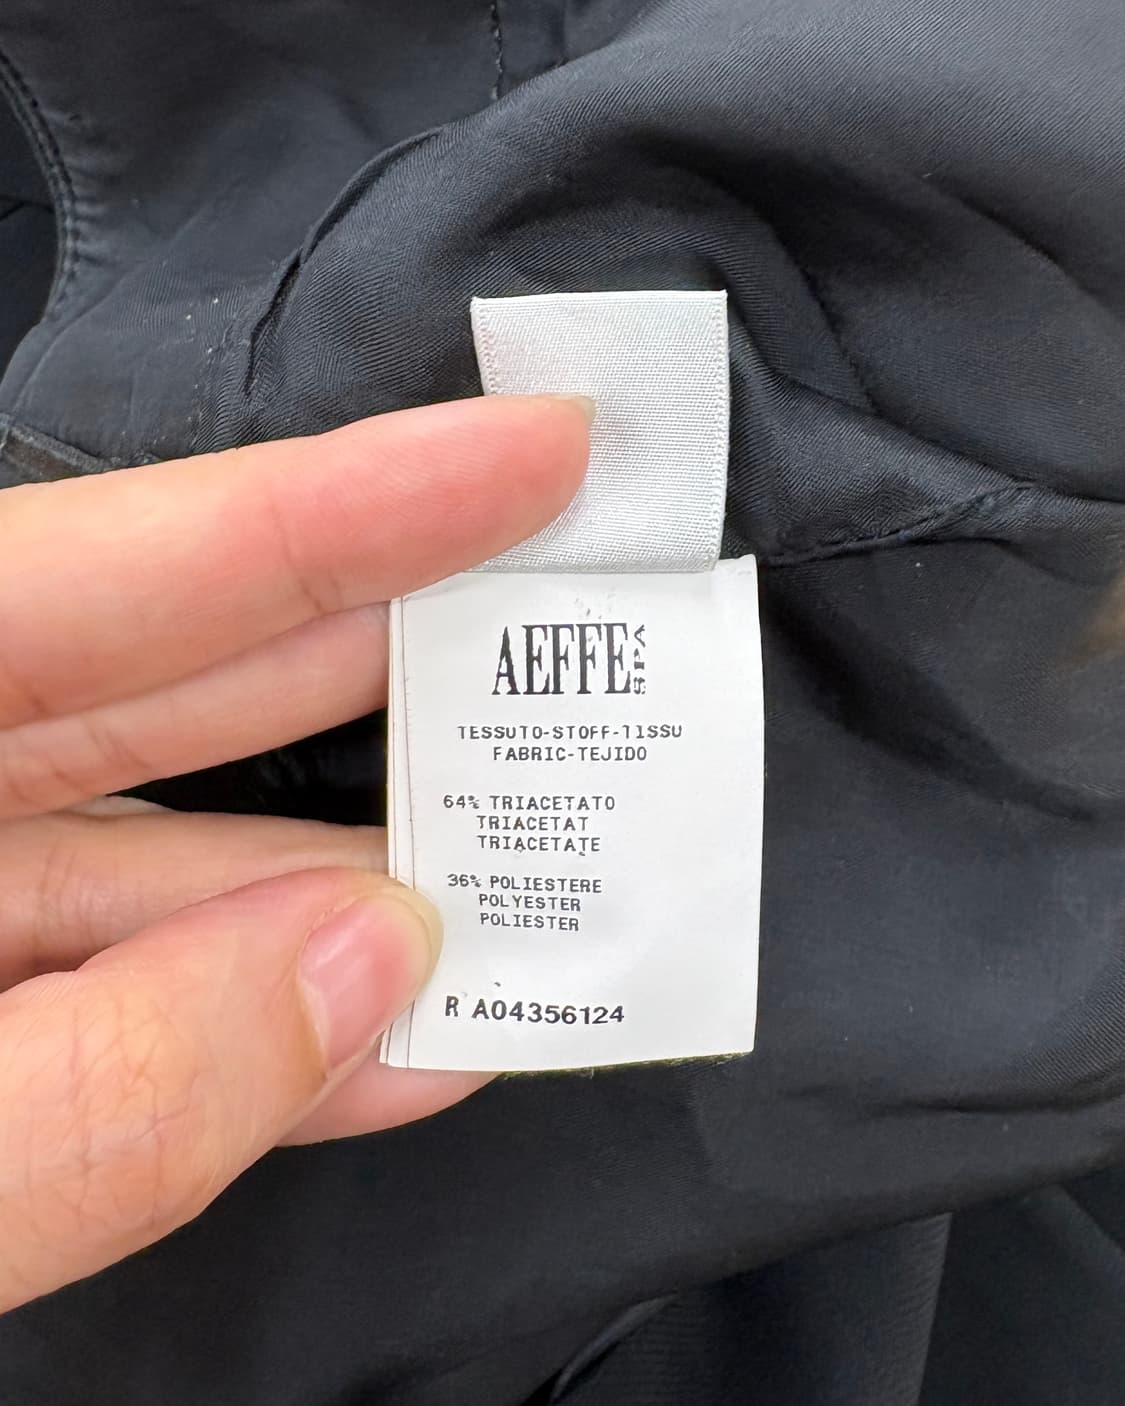 AEFFE SPA
TESSUTO-STOFF-TISSU
FABRIC-TEJIDO
64% TRIACETATO
TRIACETAT
TRIACETATE
36% POLIESTERE
POLYESTER
POLIESTER
R A04356124